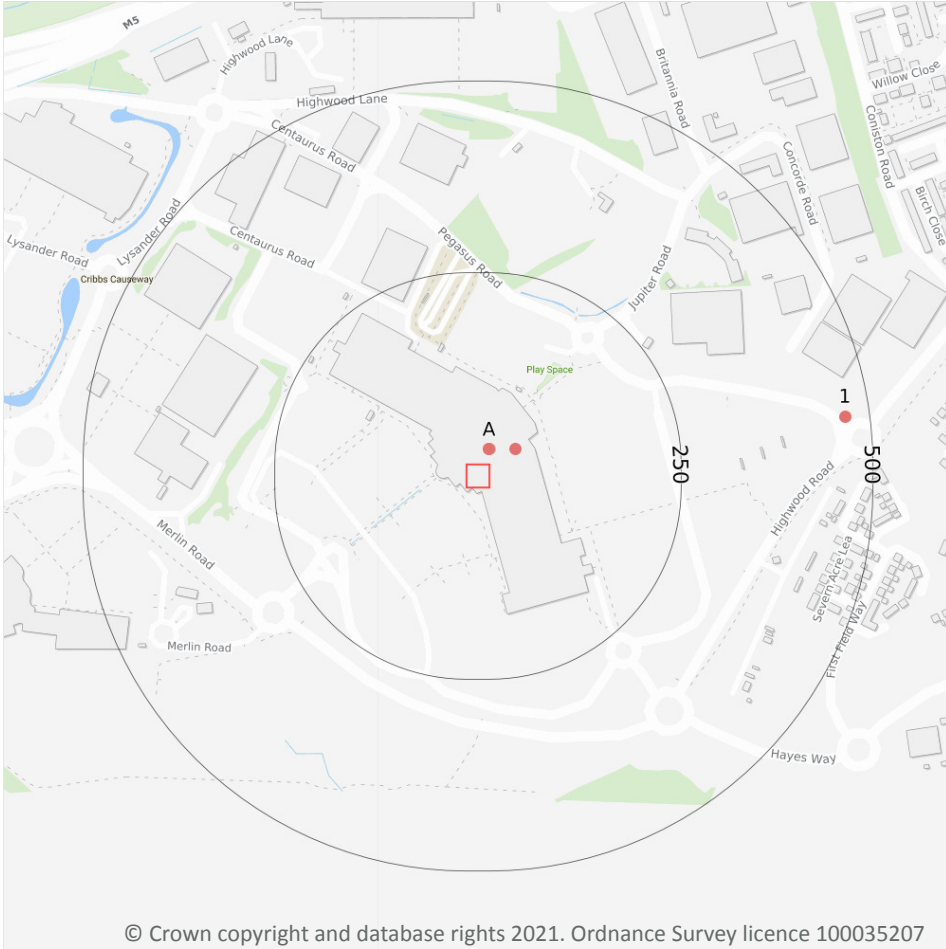 M5
Highwood Lane
Highwood Lane
Britannia Road
Willow Close
Coniston Road
Centaurus Road
Concorde Road
Birch Close
Lysander Road
Lysander Road
Centaurus Road
Pegasus Road
Jupiter Road
Cribbs Causeway
Play Space
1
A
250
500
Highwood Road
Merlin Road
Severn Acre Lea
First Field Way
Merlin Road
Hayes Way
© Crown copyright and database rights 2021. Ordnance Survey licence 100035207